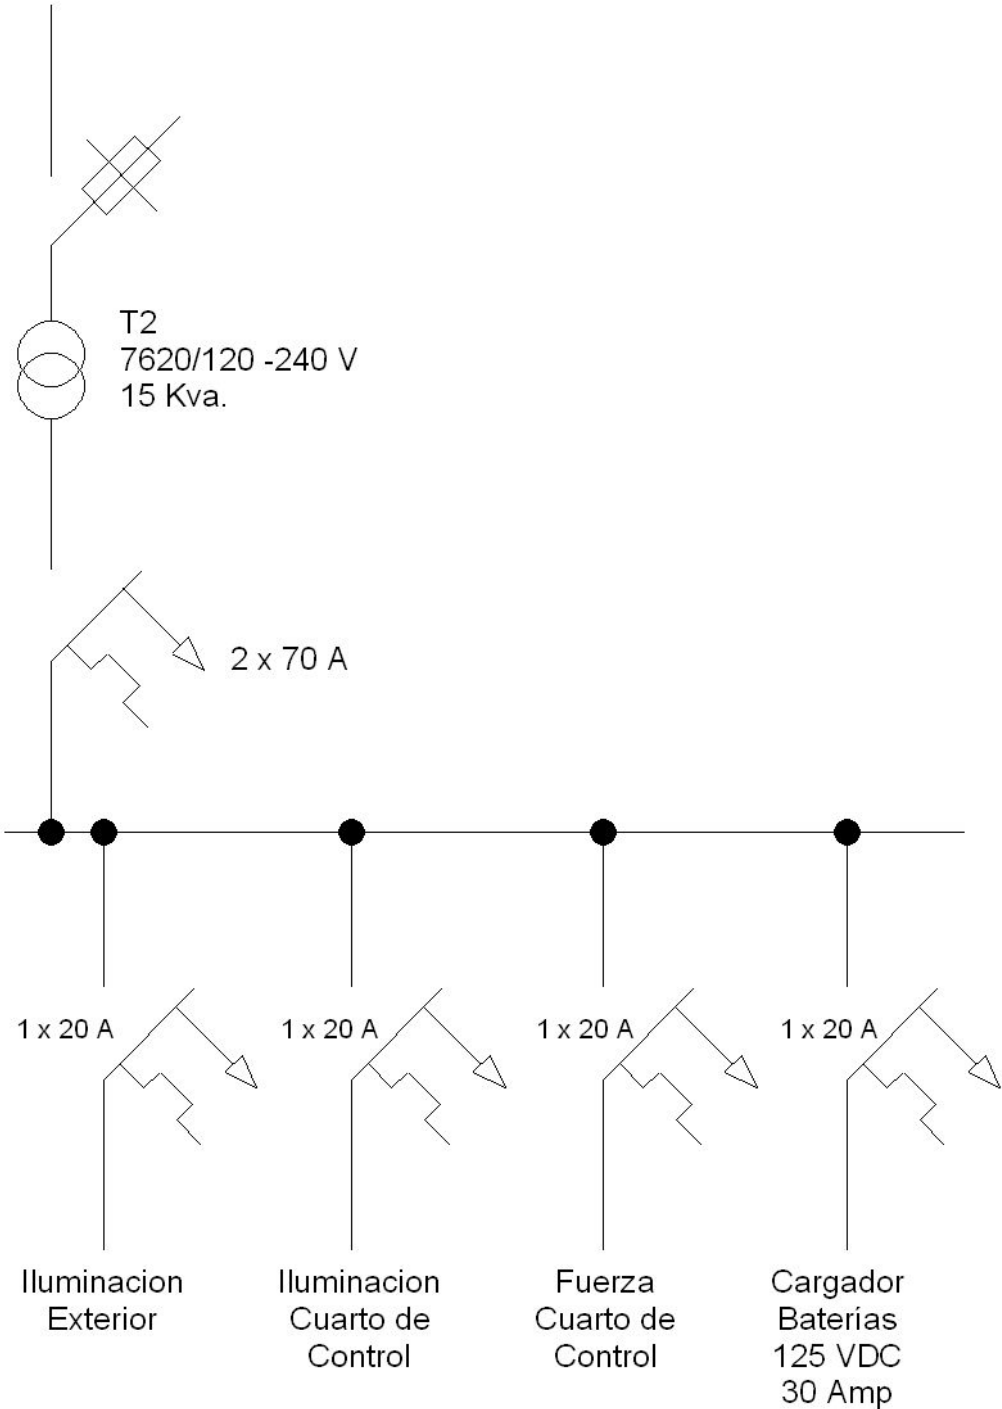 T2
7620/120 -240 V
15 Kva.
2 x 70 A
1 x 20 A
1 x 20 A
1 x 20 A
1 x 20 A
Iluminacion
Exterior
Iluminacion
Cuarto de
Control
Fuerza
Cuarto de
Control
Cargador
Baterías
125 VDC
30 Amp